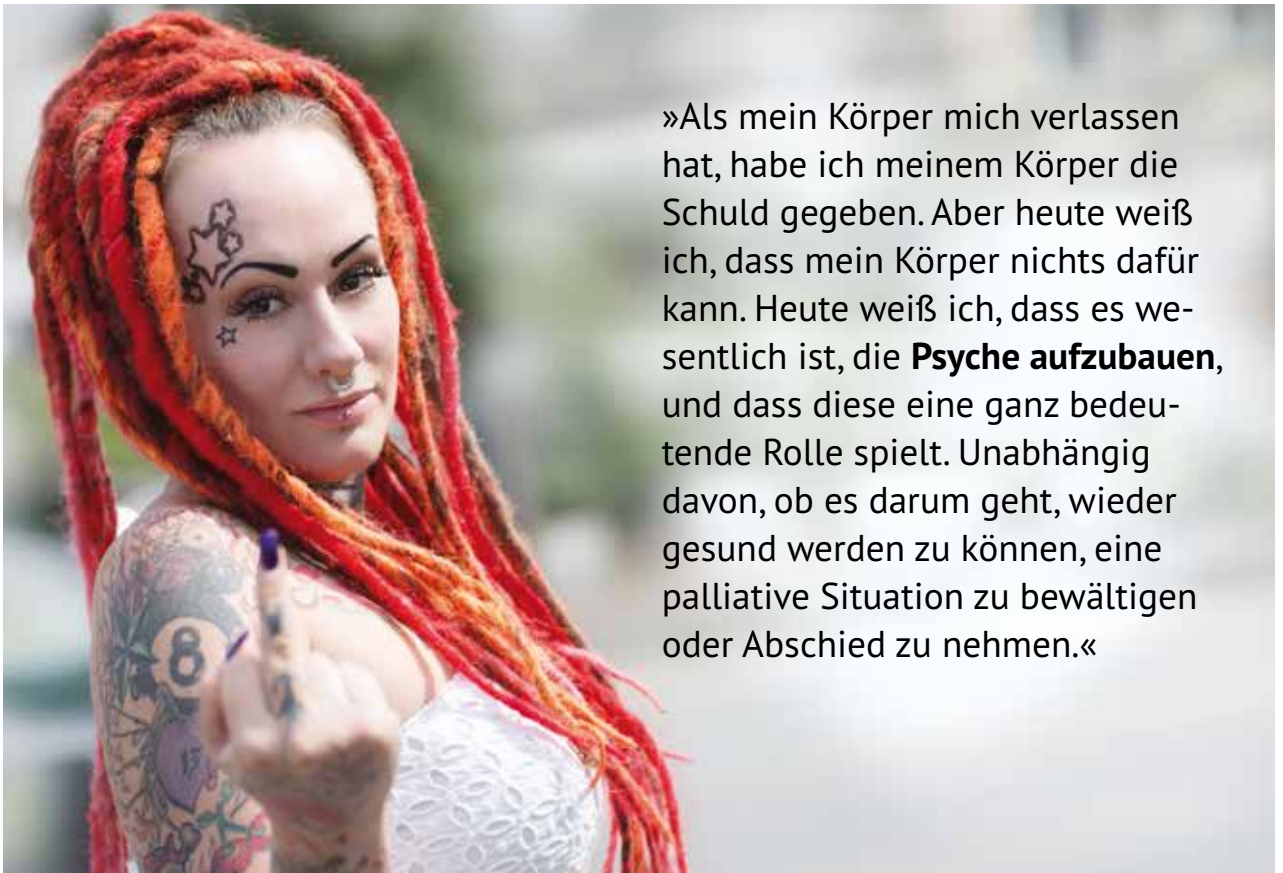 »Als mein Körper mich verlassen
hat, habe ich meinem Körper die
Schuld gegeben. Aber heute weiß
ich, dass mein Körper nichts dafür
kann. Heute weiß ich, dass es we-
sentlich ist, die Psyche aufzubauen,
und dass diese eine ganz bedeu-
tende Rolle spielt. Unabhängig
davon, ob es darum geht, wieder
gesund werden zu können, eine
palliative Situation zu bewältigen
oder Abschied zu nehmen.«
8